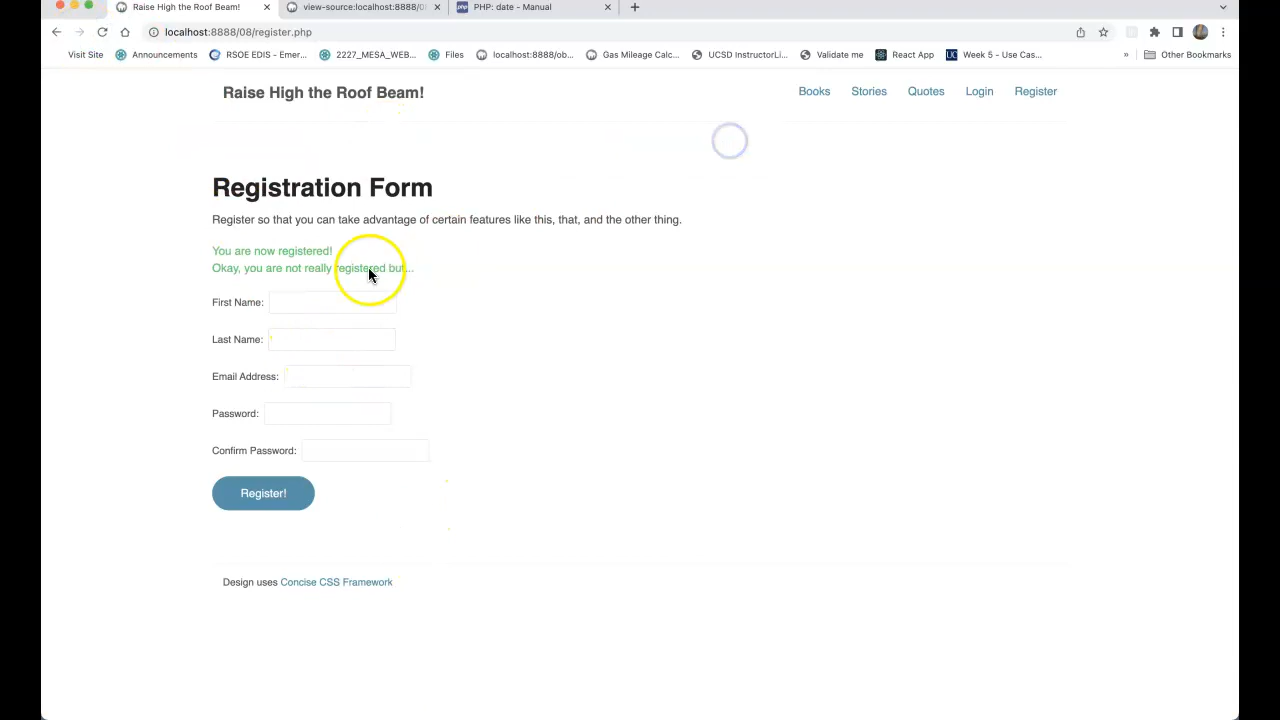 Raise High the Roof Beam!
view-source:localhost:8888/0
PHP: date - Manual
localhost:8888/08/register.php
Visit Site
Announcements
RSOE EDIS - Emer...
2227_MESA_WEB...
Files
localhost:8888/ob...
Gas Mileage Calc...
UCSD InstructorLi...
Validate me
React App
Week 5 - Use Cas...
»
Other Bookmarks
Raise High the Roof Beam!
Books
Stories
Quotes
Login
Register
Registration Form
Register so that you can take advantage of certain features like this, that, and the other thing.
You are now registered!
Okay, you are not really registered but...
First Name:
Last Name:
Email Address:
Password:
Confirm Password:
Register!
Design uses Concise CSS Framework